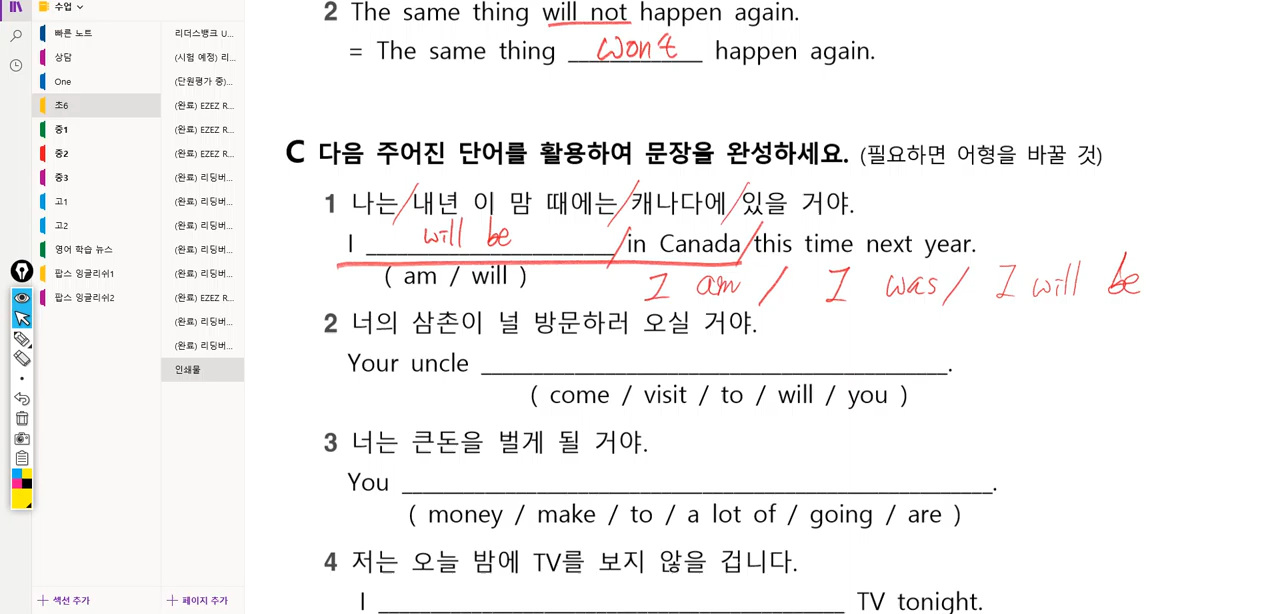 수업
빠른 노트
상담
One
초6
중1
중2
중3
고1
고2
영어 학습 뉴스
팝스 잉글리쉬1
팝스 잉글리쉬2
+ 섹션 추가
리더스뱅크 U...
(시험 예정) 리...
(단원평가 중)...
(완료) EZEZ R...
(완료) EZEZ R...
(완료) EZEZ R...
(완료) 리딩버...
(완료) 리딩버...
(완료) 리딩버...
(완료) 리딩버...
(완료) 리딩버...
(완료) EZEZ R...
(완료) 리딩버...
(완료) 리딩버...
인쇄물
+ 페이지 추가
2 The same thing will not happen again.
= The same thing won't happen again.
C 다음 주어진 단어를 활용하여 문장을 완성하세요. (필요하면 어형을 바꿀 것)
1 나는 / 내년 이 맘 때에는 / 캐나다에 / 있을 거야.
I will be / in Canada / this time next year.
( am / will )
I am / I was / I will be
2 너의 삼촌이 널 방문하러 오실 거야.
Your uncle ______________.
( come / visit / to / will / you )
3 너는 큰돈을 벌게 될 거야.
You ______________.
( money / make / to / a lot of / going / are )
4 저는 오늘 밤에 TV를 보지 않을 겁니다.
I ______________ TV tonight.